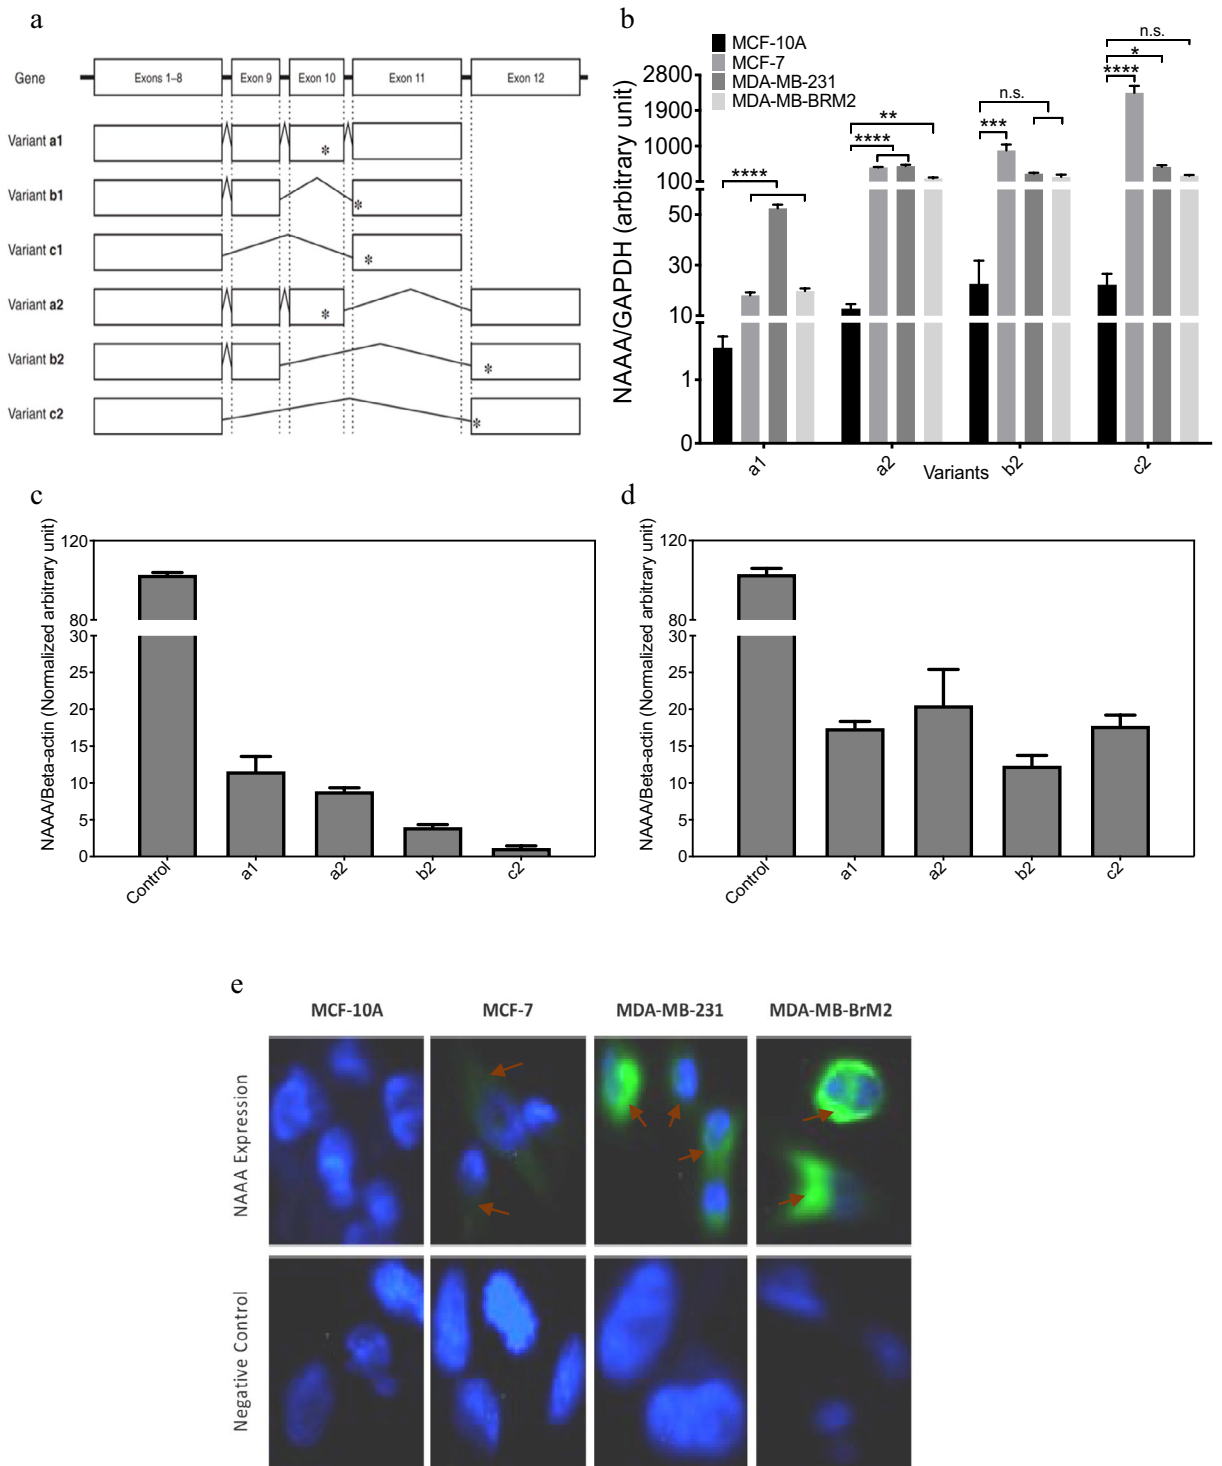 a
Gene
Exons 1–8
Exon 9
Exon 10
Exon 11
Exon 12
Variant a1
*
Variant b1
*
Variant c1
*
Variant a2
*
Variant b2
*
Variant c2
*
b
MCF-10A
MCF-7
MDA-MB-231
MDA-MB-BRM2
NAAA/GAPDH (arbitrary unit)
2800
1900
1000
100
50
30
10
1
0
****
****
**
***
n.s.
****
*
n.s.
a1
a2
b2
c2
Variants
c
NAAA/Beta-actin (Normalized arbitrary unit)
120
80
30
25
20
15
10
5
0
Control
a1
a2
b2
c2
d
NAAA/Beta-actin (Normalized arbitrary unit)
120
80
30
25
20
15
10
5
0
Control
a1
a2
b2
c2
e
MCF-10A
MCF-7
MDA-MB-231
MDA-MB-BrM2
NAAA Expression
Negative Control